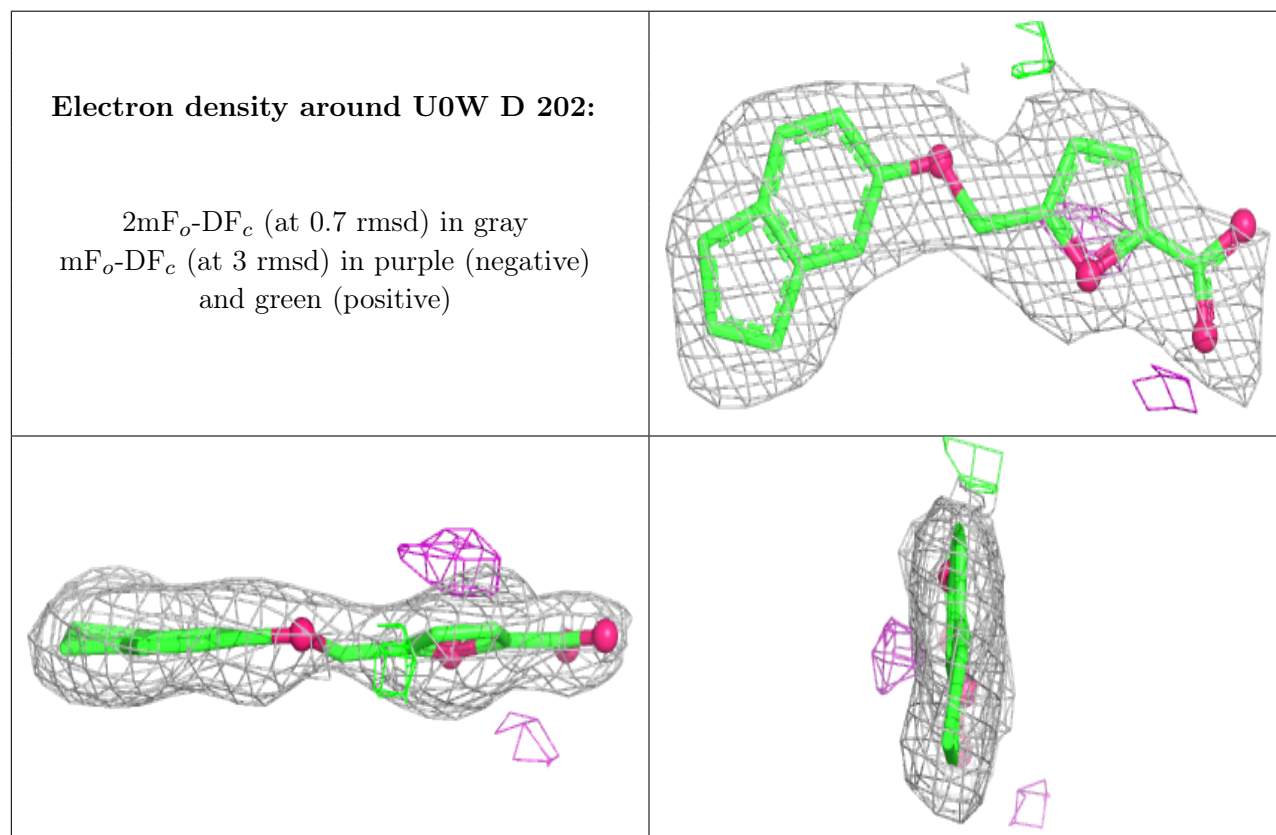 Electron density around U0W D 202:
2mFo-DFc (at 0.7 rmsd) in gray
mFo-DFc (at 3 rmsd) in purple (negative)
and green (positive)